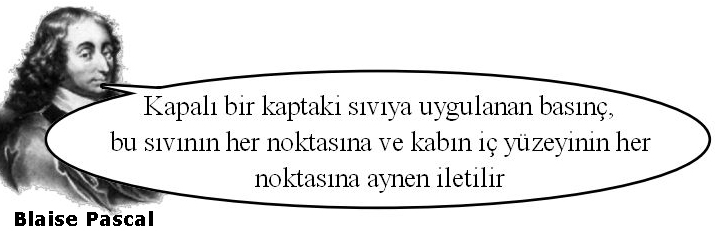 Kapalı bir kaptaki sıvıya uygulanan basınç,
bu sıvının her noktasına ve kabın iç yüzeyinin her
noktasına aynen iletilir
Blaise Pascal